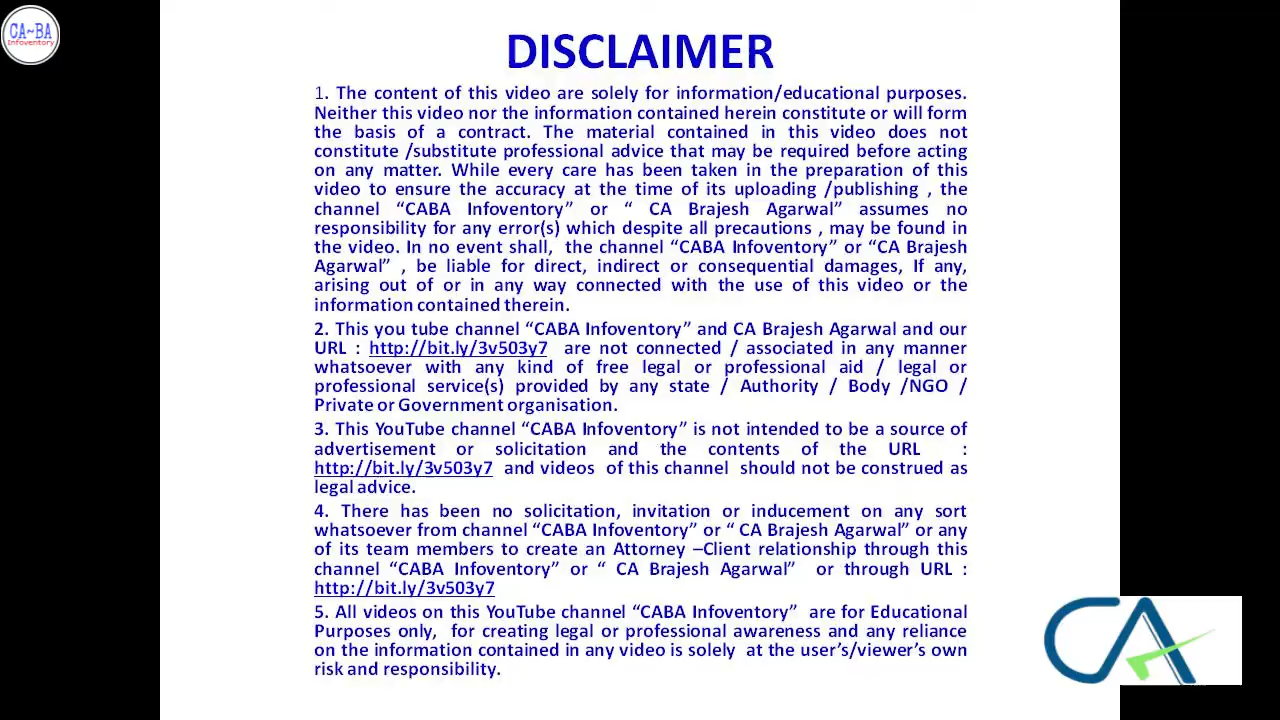 CA~BA
Infoventory
DISCLAIMER
1. The content of this video are solely for information/educational purposes.
Neither this video nor the information contained herein constitute or will form
the basis of a contract. The material contained in this video does not
constitute /substitute professional advice that may be required before acting
on any matter. While every care has been taken in the preparation of this
video to ensure the accuracy at the time of its uploading /publishing , the
channel “CABA Infoventory” or “ CA Brajesh Agarwal” assumes no
responsibility for any error(s) which despite all precautions , may be found in
the video. In no event shall, the channel “CABA Infoventory” or “CA Brajesh
Agarwal” , be liable for direct, indirect or consequential damages, If any,
arising out of or in any way connected with the use of this video or the
information contained therein.
2. This you tube channel “CABA Infoventory” and CA Brajesh Agarwal and our
URL : http://bit.ly/3v503y7 are not connected / associated in any manner
whatsoever with any kind of free legal or professional aid / legal or
professional service(s) provided by any state / Authority / Body /NGO /
Private or Government organisation.
3. This YouTube channel “CABA Infoventory” is not intended to be a source of
advertisement or solicitation and the contents of the URL :
http://bit.ly/3v503y7 and videos of this channel should not be construed as
legal advice.
4. There has been no solicitation, invitation or inducement on any sort
whatsoever from channel “CABA Infoventory” or “ CA Brajesh Agarwal” or any
of its team members to create an Attorney –Client relationship through this
channel “CABA Infoventory” or “ CA Brajesh Agarwal” or through URL :
http://bit.ly/3v503y7
5. All videos on this YouTube channel “CABA Infoventory” are for Educational
Purposes only, for creating legal or professional awareness and any reliance
on the information contained in any video is solely at the user’s/viewer’s own
risk and responsibility.
CA